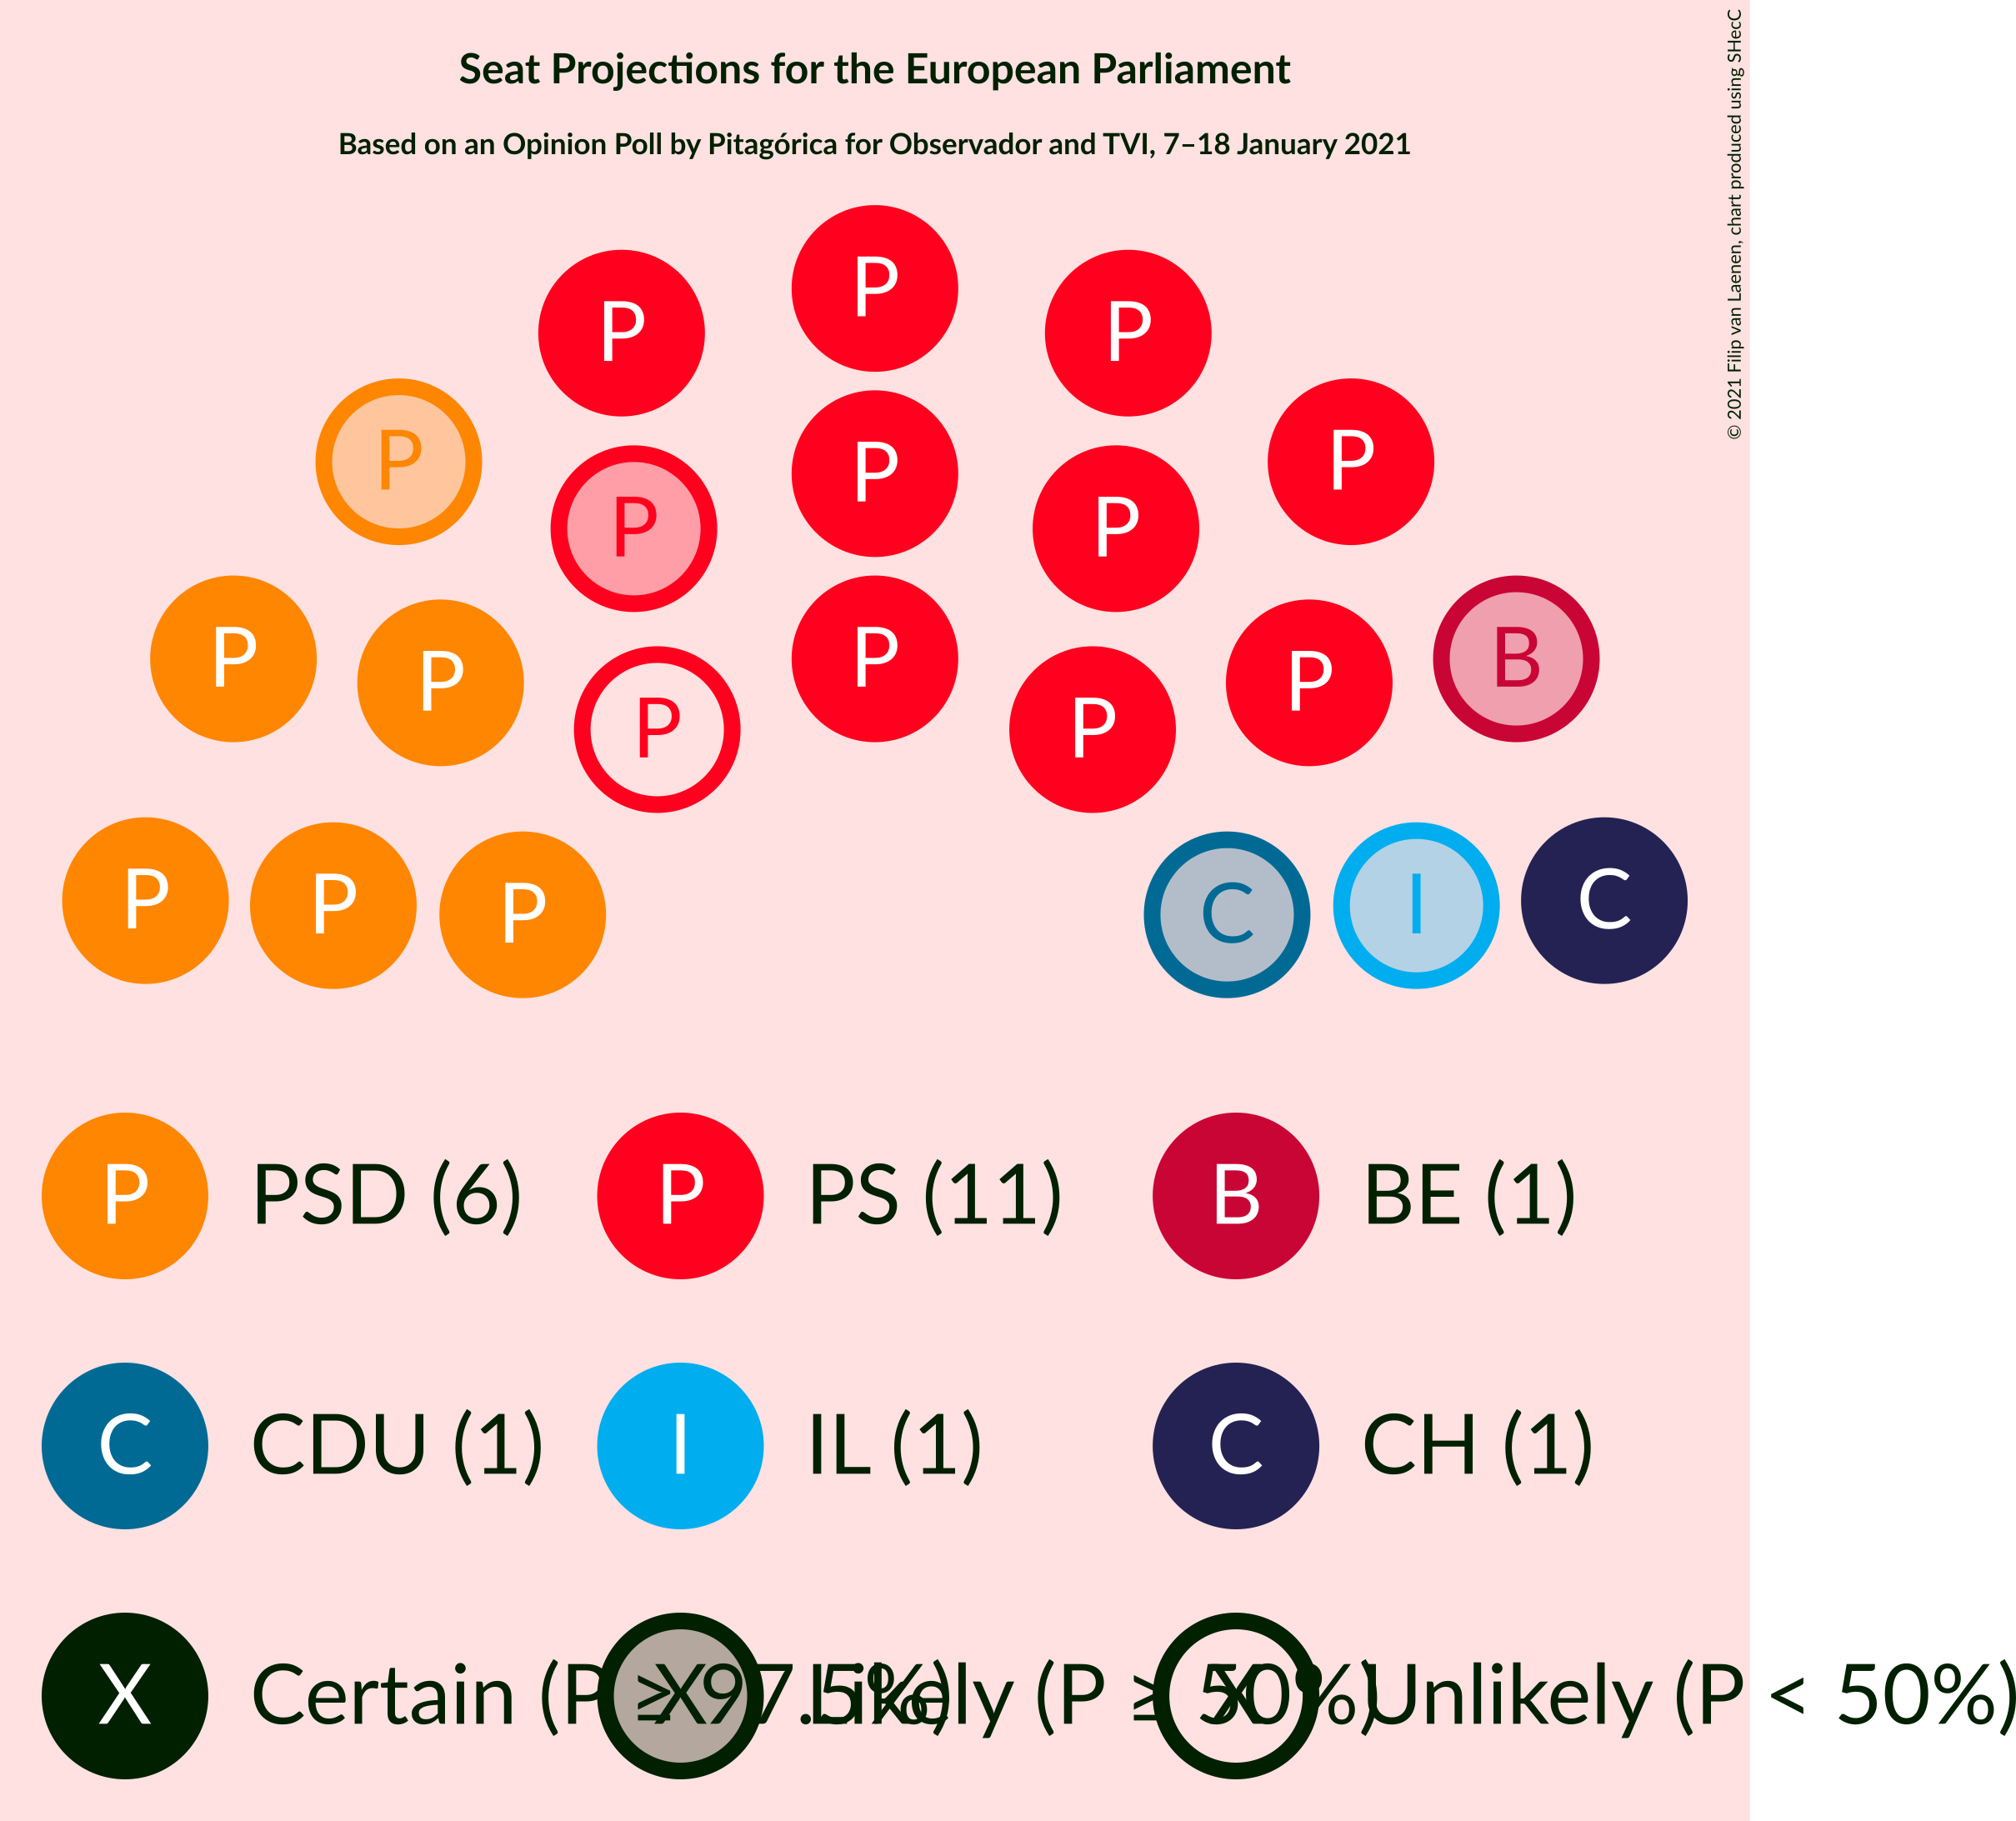 Seat Projections for the European Parliament
Based on an Opinion Poll by Pitagórica for Observador and TVI, 7–18 January 2021
© 2021 Filip van Laenen, chart produced using SHecC
P
P P
P P
P
P P
P B
P P
P
P P
P P P C I C
P PSD (6) P PS (11) B BE (1)
C CDU (1) I IL (1) C CH (1)
X Certain (P ≥ 97.5%) X Likely (P ≥ 50%) X Unlikely (P < 50%)